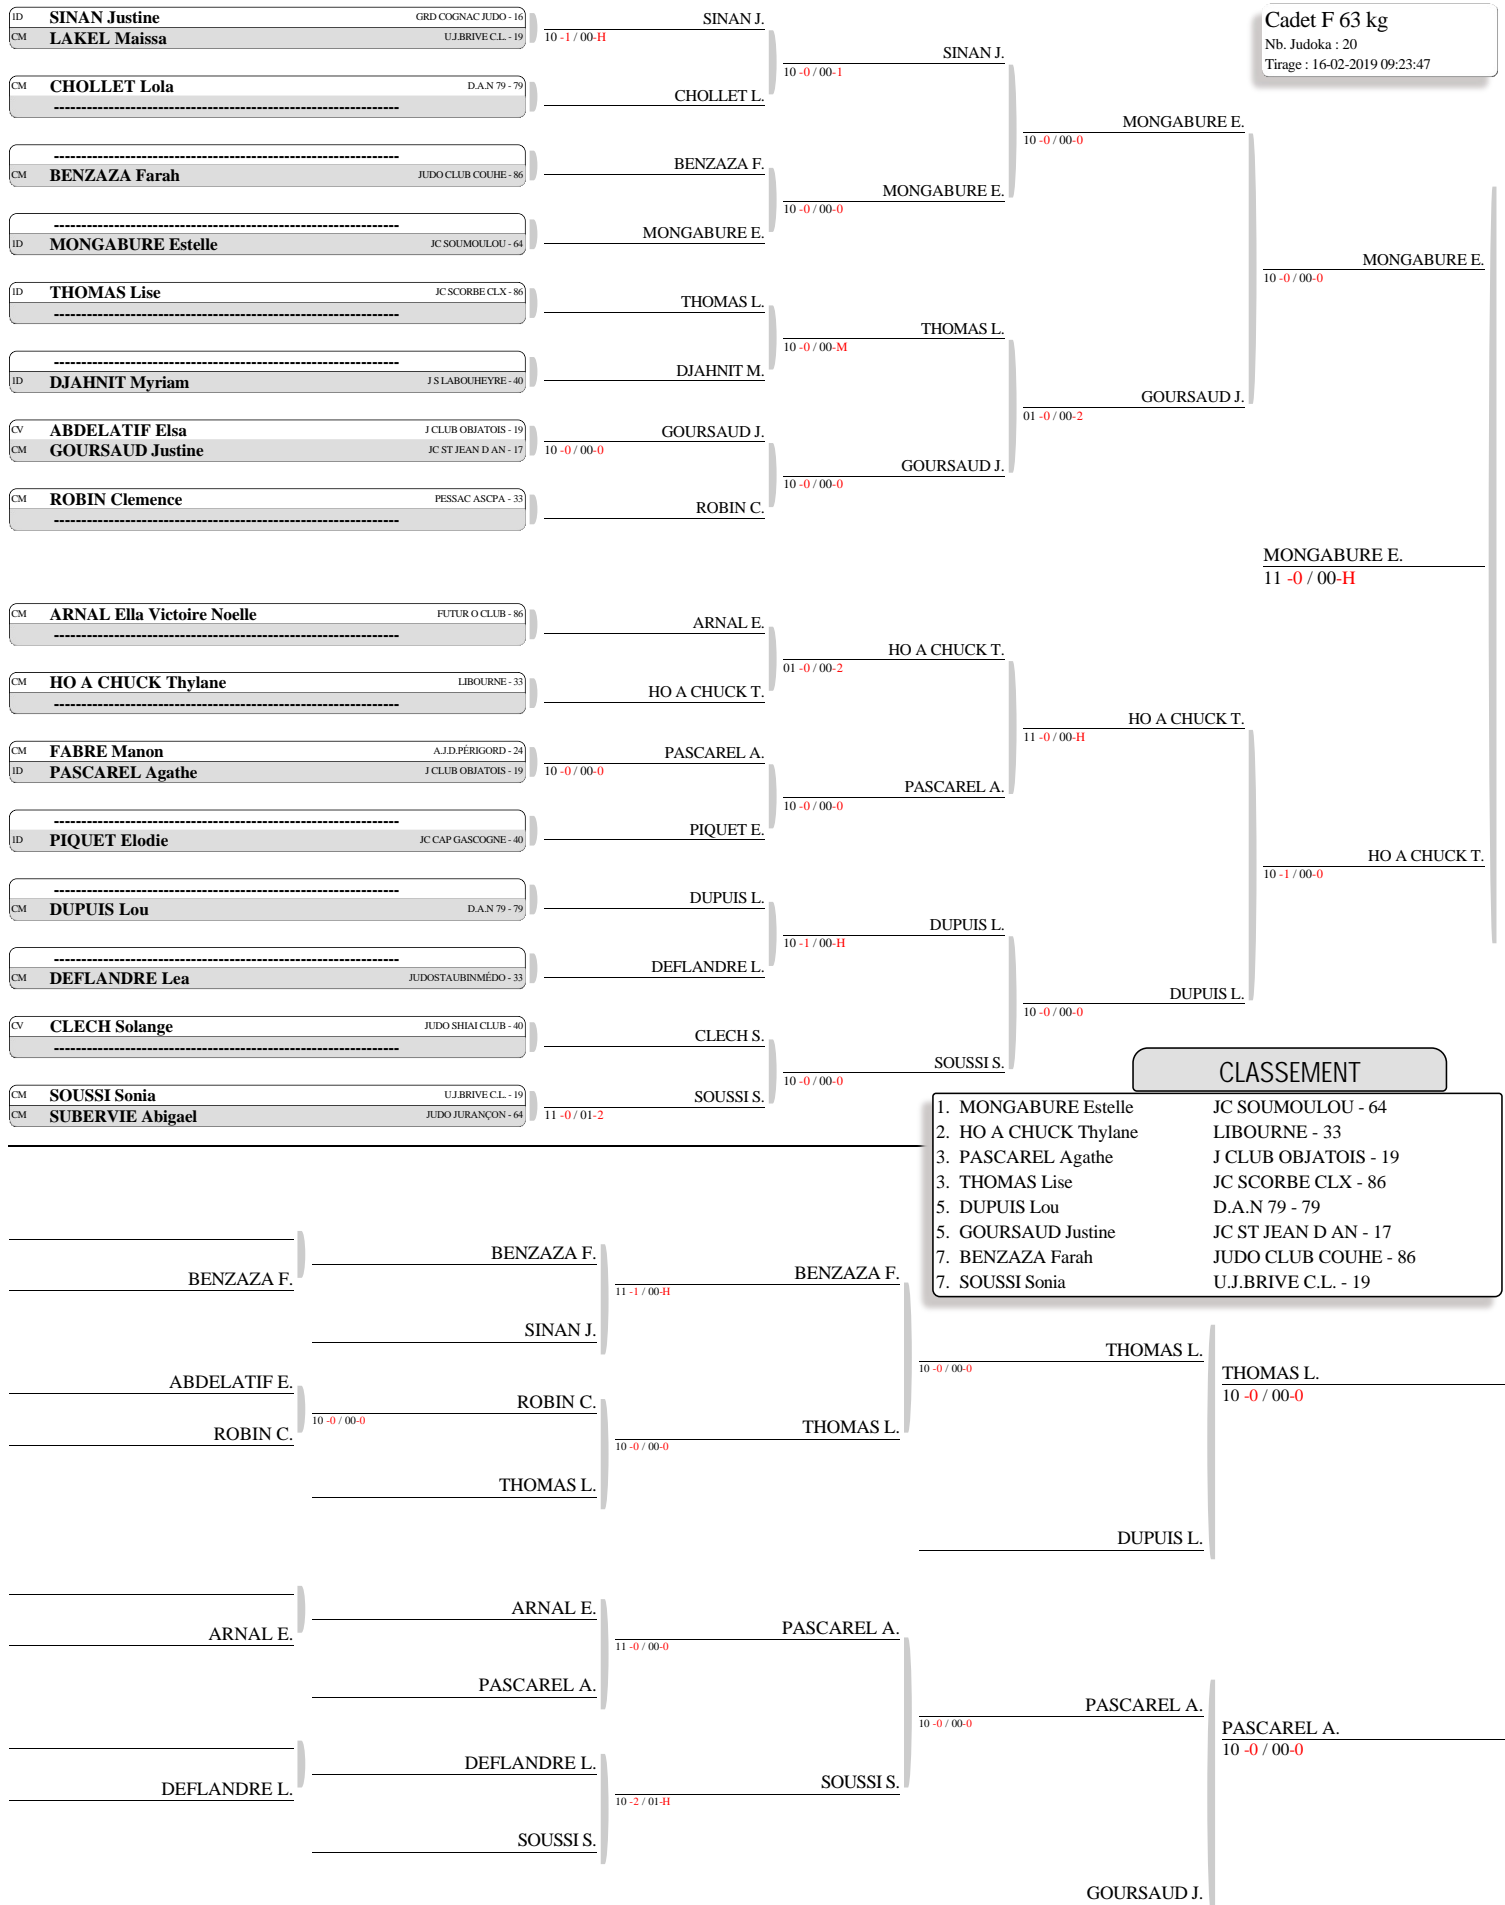 Cadet F 63 kg
Nb. Judoka : 20
Tirage : 16-02-2019 09:23:47
1D SINAN Justine GRD COGNAC JUDO - 16
CM LAKEL Maissa U.J.BRIVE C.L. - 19
CM CHOLLET Lola D.A.N 79 - 79
----------------------------------------------------------------
----------------------------------------------------------------
CM BENZAZA Farah JUDO CLUB COUHE - 86
----------------------------------------------------------------
1D MONGABURE Estelle JC SOUMOULOU - 64
1D THOMAS Lise JC SCORBE CLX - 86
----------------------------------------------------------------
----------------------------------------------------------------
1D DJAHNIT Myriam J S LABOUHEYRE - 40
CV ABDELATIF Elsa J CLUB OBJATOIS - 19
CM GOURSAUD Justine JC ST JEAN D AN - 17
CM ROBIN Clemence PESSAC ASCPA - 33
----------------------------------------------------------------
CM ARNAL Ella Victoire Noelle FUTUR O CLUB - 86
----------------------------------------------------------------
CM HO A CHUCK Thylane LIBOURNE - 33
----------------------------------------------------------------
CM FABRE Manon A.J.D.PÉRIGORD - 24
1D PASCAREL Agathe J CLUB OBJATOIS - 19
----------------------------------------------------------------
1D PIQUET Elodie JC CAP GASCOGNE - 40
----------------------------------------------------------------
CM DUPUIS Lou D.A.N 79 - 79
----------------------------------------------------------------
CM DEFLANDRE Lea JUDOSTAUBINMÉDO - 33
CV CLECH Solange JUDO SHIAI CLUB - 40
----------------------------------------------------------------
CM SOUSSI Sonia U.J.BRIVE C.L. - 19
CM SUBERVIE Abigael JUDO JURANÇON - 64
SINAN J.
10 -1 / 00-H
CHOLLET L.
BENZAZA F.
MONGABURE E.
THOMAS L.
DJAHNIT M.
GOURSAUD J.
10 -0 / 00-0
ROBIN C.
ARNAL E.
HO A CHUCK T.
PASCAREL A.
10 -0 / 00-0
PIQUET E.
DUPUIS L.
DEFLANDRE L.
CLECH S.
SOUSSI S.
11 -0 / 01-2
SINAN J.
10 -0 / 00-1
MONGABURE E.
10 -0 / 00-0
THOMAS L.
10 -0 / 00-M
GOURSAUD J.
10 -0 / 00-0
HO A CHUCK T.
01 -0 / 00-2
PASCAREL A.
10 -0 / 00-0
DUPUIS L.
10 -1 / 00-H
SOUSSI S.
10 -0 / 00-0
MONGABURE E.
10 -0 / 00-0
GOURSAUD J.
01 -0 / 00-2
HO A CHUCK T.
11 -0 / 00-H
DUPUIS L.
10 -0 / 00-0
MONGABURE E.
10 -0 / 00-0
HO A CHUCK T.
10 -1 / 00-0
MONGABURE E.
11 -0 / 00-H
CLASSEMENT
1. MONGABURE Estelle JC SOUMOULOU - 64
2. HO A CHUCK Thylane LIBOURNE - 33
3. PASCAREL Agathe J CLUB OBJATOIS - 19
3. THOMAS Lise JC SCORBE CLX - 86
5. DUPUIS Lou D.A.N 79 - 79
5. GOURSAUD Justine JC ST JEAN D AN - 17
7. BENZAZA Farah JUDO CLUB COUHE - 86
7. SOUSSI Sonia U.J.BRIVE C.L. - 19
BENZAZA F.
ABDELATIF E.
ROBIN C.
BENZAZA F.
SINAN J.
ROBIN C.
10 -0 / 00-0
THOMAS L.
BENZAZA F.
11 -1 / 00-H
THOMAS L.
10 -0 / 00-0
THOMAS L.
10 -0 / 00-0
DUPUIS L.
THOMAS L.
10 -0 / 00-0
ARNAL E.
DEFLANDRE L.
ARNAL E.
PASCAREL A.
DEFLANDRE L.
SOUSSI S.
PASCAREL A.
11 -0 / 00-0
SOUSSI S.
10 -2 / 01-H
PASCAREL A.
10 -0 / 00-0
GOURSAUD J.
PASCAREL A.
10 -0 / 00-0